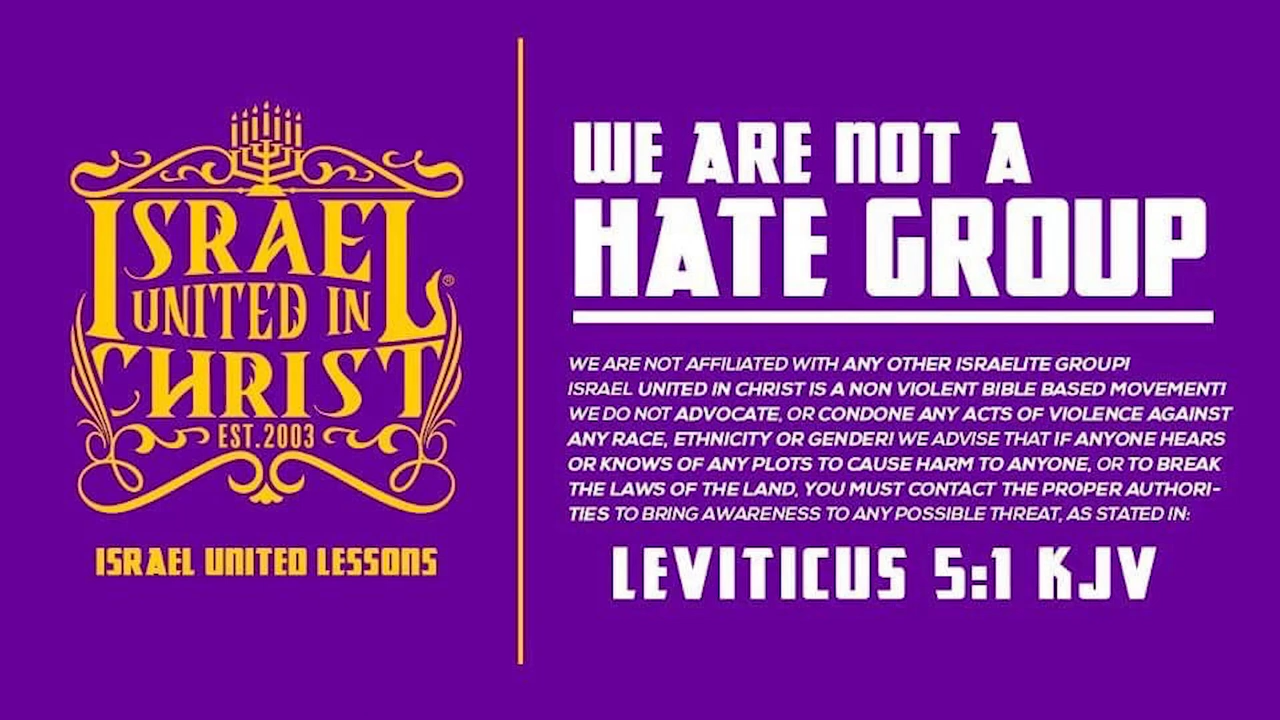 ISRAEL
UNITED IN
CHRIST
EST. 2003
ISRAEL UNITED LESSONS
WE ARE NOT A
HATE GROUP
WE ARE NOT AFFILIATED WITH ANY OTHER ISRAELITE GROUP!
ISRAEL UNITED IN CHRIST IS A NON VIOLENT BIBLE BASED MOVEMENT!
WE DO NOT ADVOCATE, OR CONDONE ANY ACTS OF VIOLENCE AGAINST
ANY RACE, ETHNICITY OR GENDER! WE ADVISE THAT IF ANYONE HEARS
OR KNOWS OF ANY PLOTS TO CAUSE HARM TO ANYONE, OR TO BREAK
THE LAWS OF THE LAND, YOU MUST CONTACT THE PROPER AUTHORI-
TIES TO BRING AWARENESS TO ANY POSSIBLE THREAT, AS STATED IN:
LEVITICUS 5:1 KJV